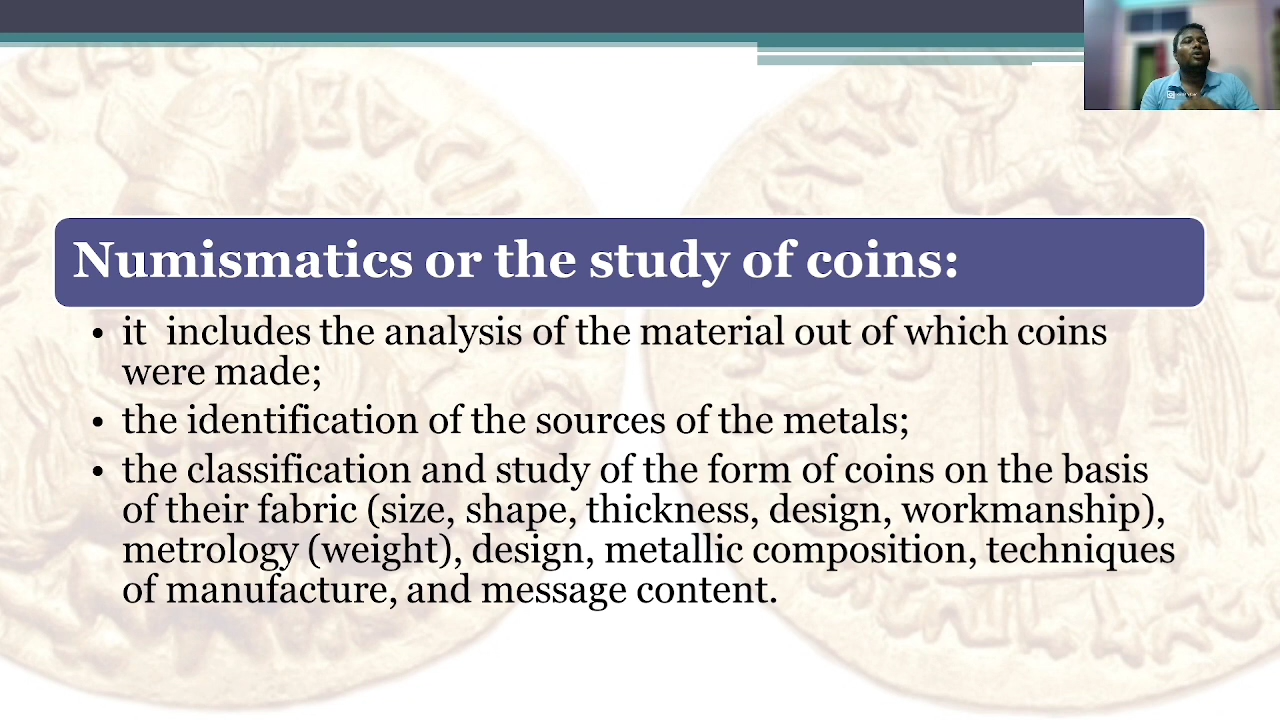 Numismatics or the study of coins:
• it includes the analysis of the material out of which coins
were made;
• the identification of the sources of the metals;
• the classification and study of the form of coins on the basis
of their fabric (size, shape, thickness, design, workmanship),
metrology (weight), design, metallic composition, techniques
of manufacture, and message content.